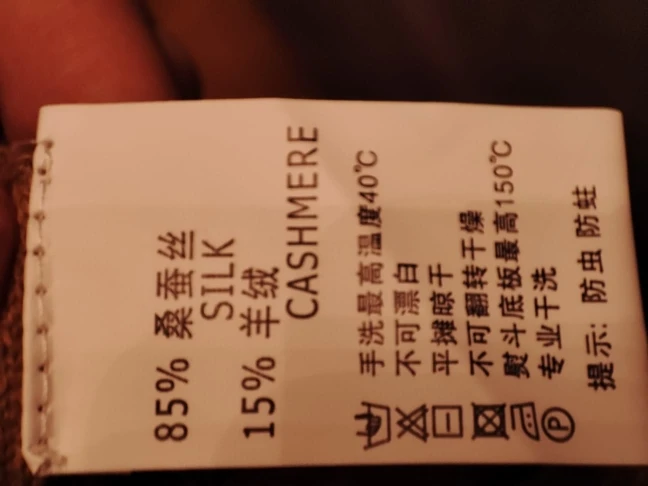 85% 桑蚕丝
SILK
15% 羊绒
CASHMERE
手洗最高温度40℃
不可漂白
平摊晾干
不可翻转干燥
熨斗底板最高150℃
专业干洗
P
提示: 防虫 防蛀